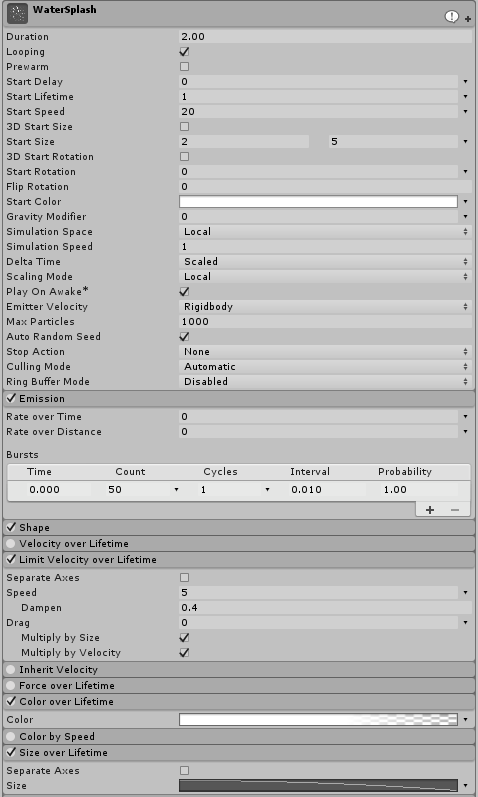 WaterSplash
Duration 2.00
Looping
Prewarm
Start Delay 0
Start Lifetime 1
Start Speed 20
3D Start Size
Start Size 2 5
3D Start Rotation
Start Rotation 0
Flip Rotation 0
Start Color
Gravity Modifier 0
Simulation Space Local
Simulation Speed 1
Delta Time Scaled
Scaling Mode Local
Play On Awake*
Emitter Velocity Rigidbody
Max Particles 1000
Auto Random Seed
Stop Action None
Culling Mode Automatic
Ring Buffer Mode Disabled
Emission
Rate over Time 0
Rate over Distance 0
Bursts
Time Count Cycles Interval Probability
0.000 50 1 0.010 1.00
Shape
Velocity over Lifetime
Limit Velocity over Lifetime
Separate Axes
Speed 5
Dampen 0.4
Drag 0
Multiply by Size
Multiply by Velocity
Inherit Velocity
Force over Lifetime
Color over Lifetime
Color
Color by Speed
Size over Lifetime
Separate Axes
Size